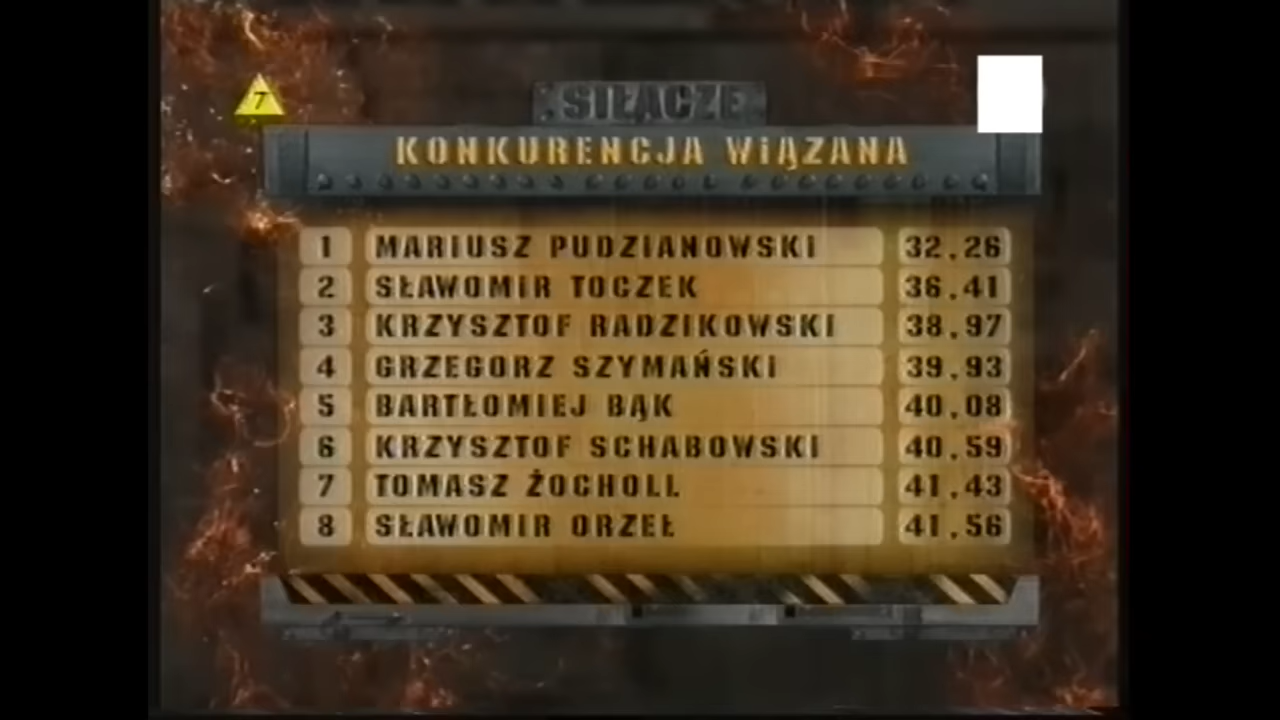 7
SIŁACZE
KONKURENCJA WiĄZANA
1 MARIUSZ PUDZIANOWSKI 32,26
2 SŁAWOMIR TOCZEK 36,41
3 KRZYSZTOF RADZIKOWSKI 38,97
4 GRZEGORZ SZYMAŃSKI 39,93
5 BARTŁOMIEJ BĄK 40,08
6 KRZYSZTOF SCHABOWSKI 40,59
7 TOMASZ ŻOCHOLL 41,43
8 SŁAWOMIR ORZEŁ 41,56